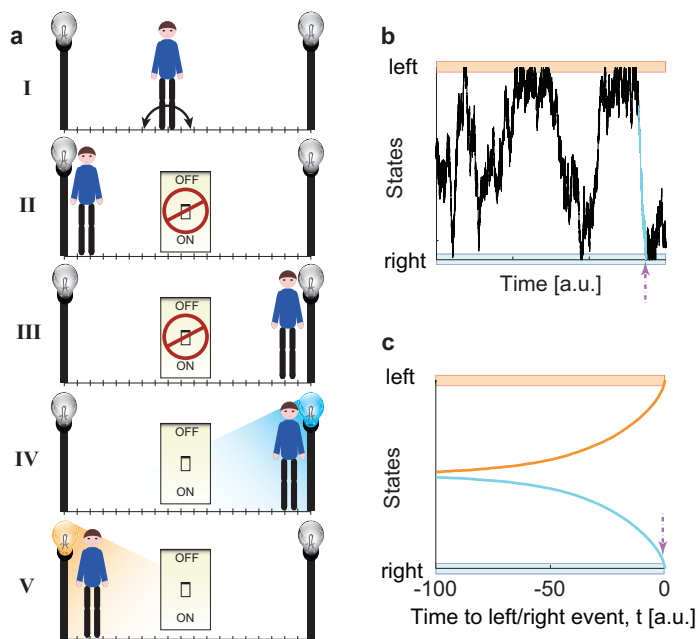 a
I
II
OFF
ON
III
OFF
ON
IV
OFF
ON
V
OFF
ON
b
left
States
right
Time [a.u.]
c
left
States
right
-100
-50
0
Time to left/right event, t [a.u.]